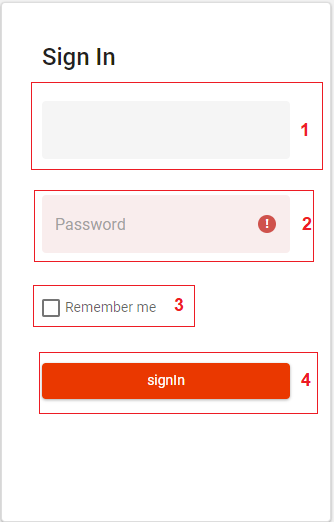 Sign In
1
Password ! 2
Remember me 3
signIn 4